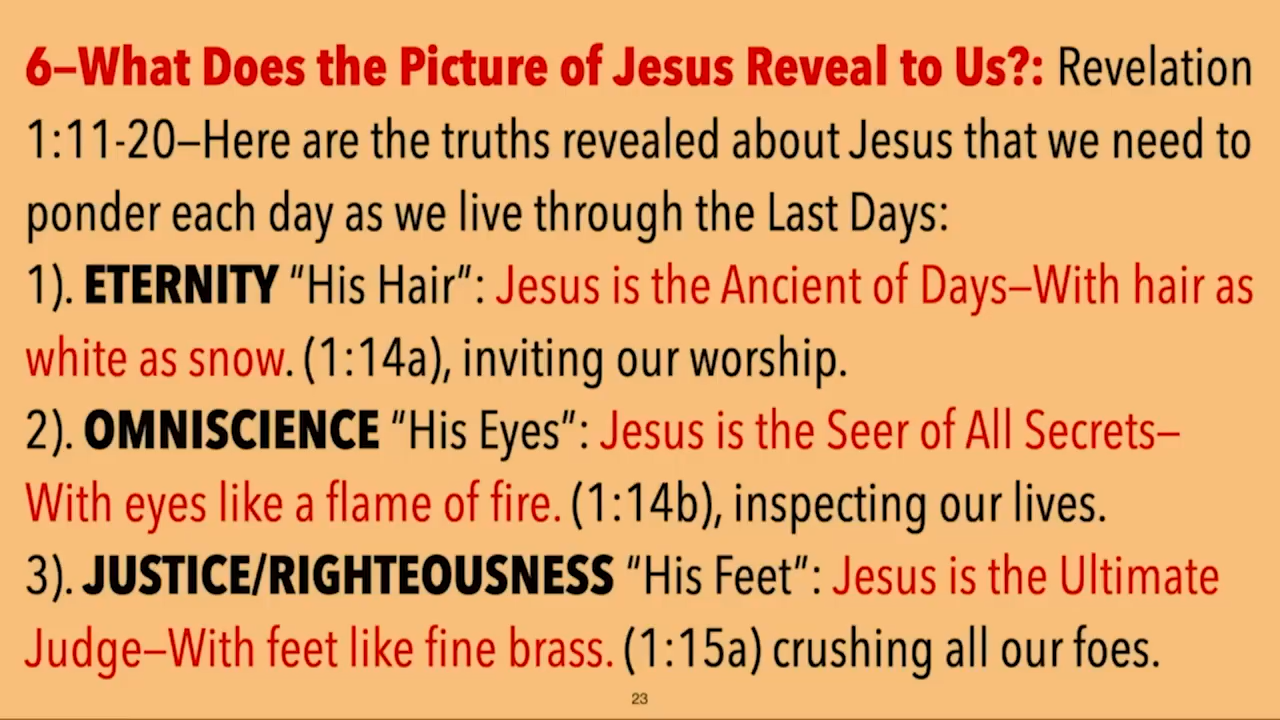 6–What Does the Picture of Jesus Reveal to Us?: Revelation
1:11-20–Here are the truths revealed about Jesus that we need to
ponder each day as we live through the Last Days:
1). ETERNITY “His Hair”: Jesus is the Ancient of Days–With hair as
white as snow. (1:14a), inviting our worship.
2). OMNISCIENCE “His Eyes”: Jesus is the Seer of All Secrets–
With eyes like a flame of fire. (1:14b), inspecting our lives.
3). JUSTICE/RIGHTEOUSNESS “His Feet”: Jesus is the Ultimate
Judge–With feet like fine brass. (1:15a) crushing all our foes.
23